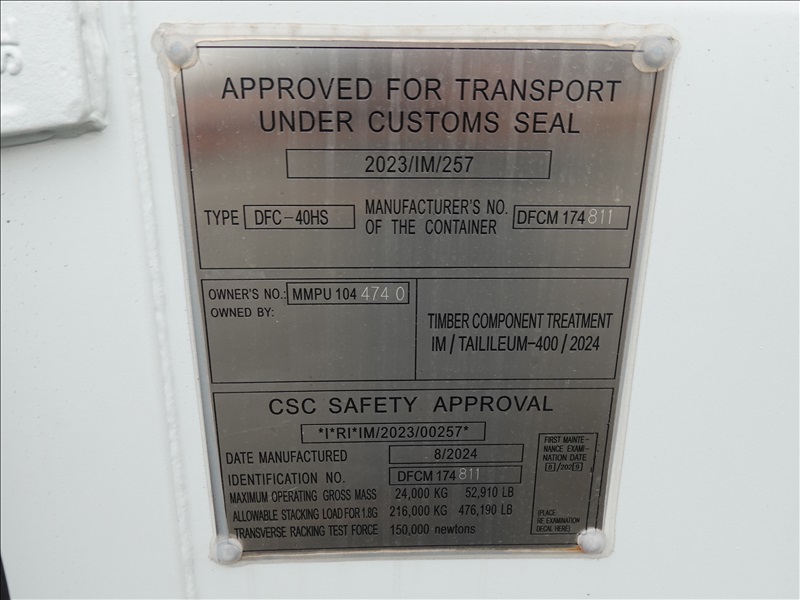 APPROVED FOR TRANSPORT
UNDER CUSTOMS SEAL
2023/IM/257
TYPE DFC-40HS
MANUFACTURER'S NO. OF THE CONTAINER DFCM 174811
OWNER'S NO.: MMPU 104 474 0
OWNED BY:
TIMBER COMPONENT TREATMENT
IM/TAILILEUM-400/2024
CSC SAFETY APPROVAL
*I*RI*IM/2023/00257*
DATE MANUFACTURED 8/2024
IDENTIFICATION NO. DFCM 174811
MAXIMUM OPERATING GROSS MASS 24,000 KG 52,910 LB
ALLOWABLE STACKING LOAD FOR 1.8G 216,000 KG 476,190 LB
TRANSVERSE RACKING TEST FORCE 150,000 newtons
FIRST MAINTE-
NANCE EXAMI-
NATION DATE
(PLACE
RE EXAMINATION
DECAL HERE)